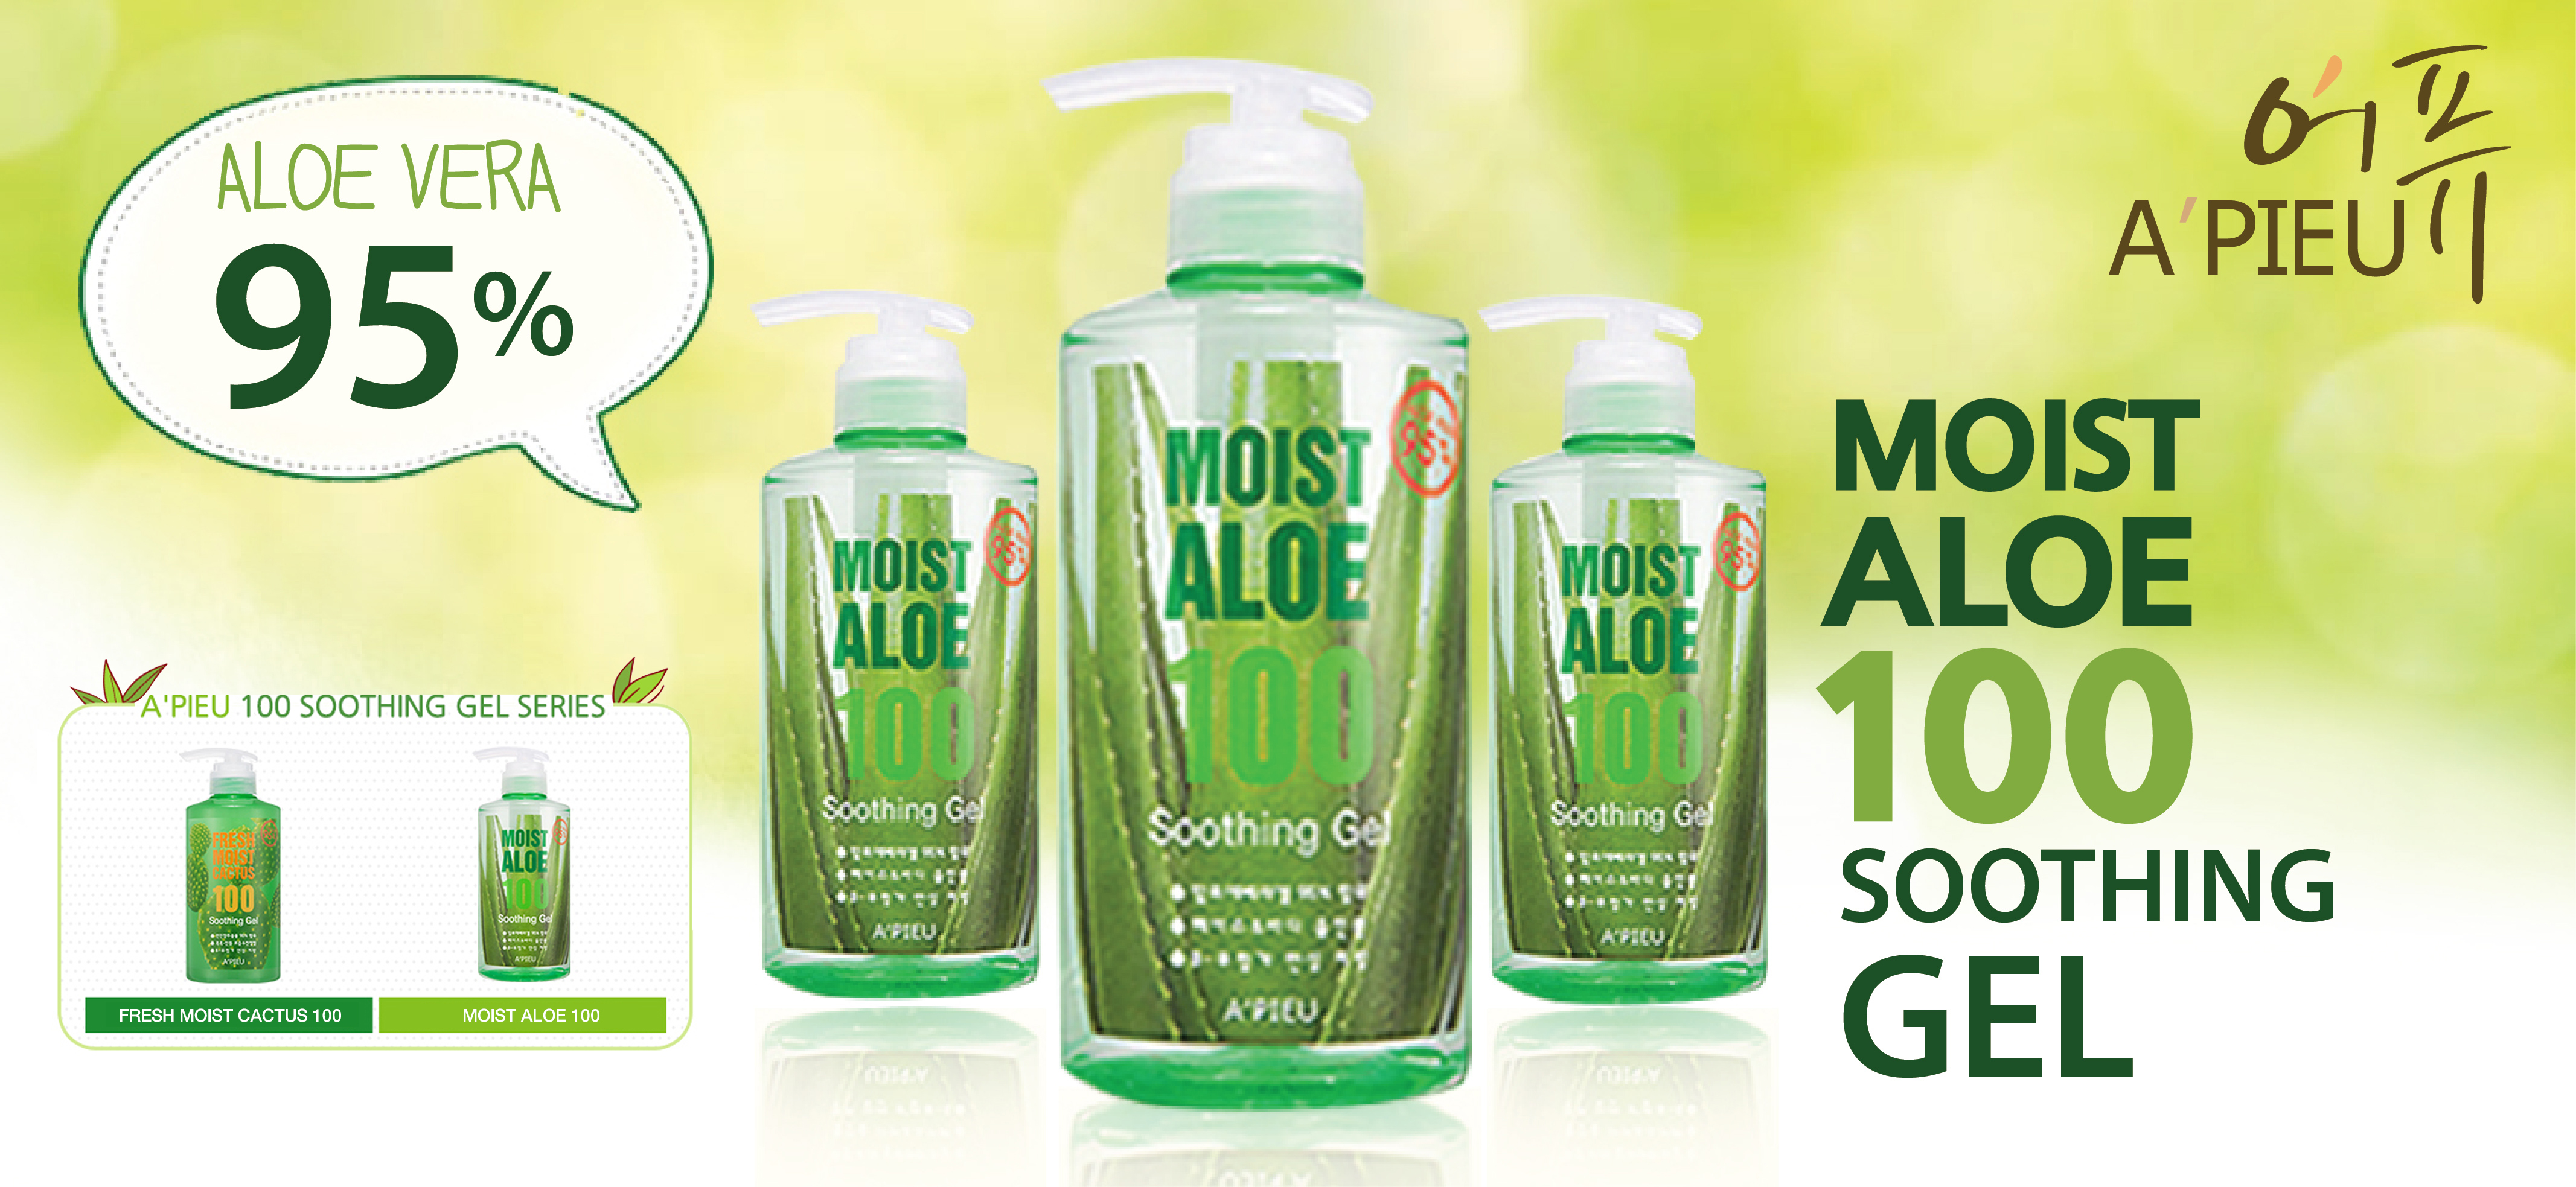 ALOE VERA
95%
어퓨
A'PIEU
MOIST
ALOE
100
SOOTHING
GEL
MOIST
ALOE
100
Soothing Gel
A'PIEU
MOIST
ALOE
100
Soothing Gel
A'PIEU
MOIST
ALOE
100
Soothing Gel
A'PIEU
A'PIEU 100 SOOTHING GEL SERIES
FRESH
MOIST
CACTUS
100
Soothing Gel
A'PIEU
MOIST
ALOE
100
Soothing Gel
A'PIEU
FRESH MOIST CACTUS 100
MOIST ALOE 100